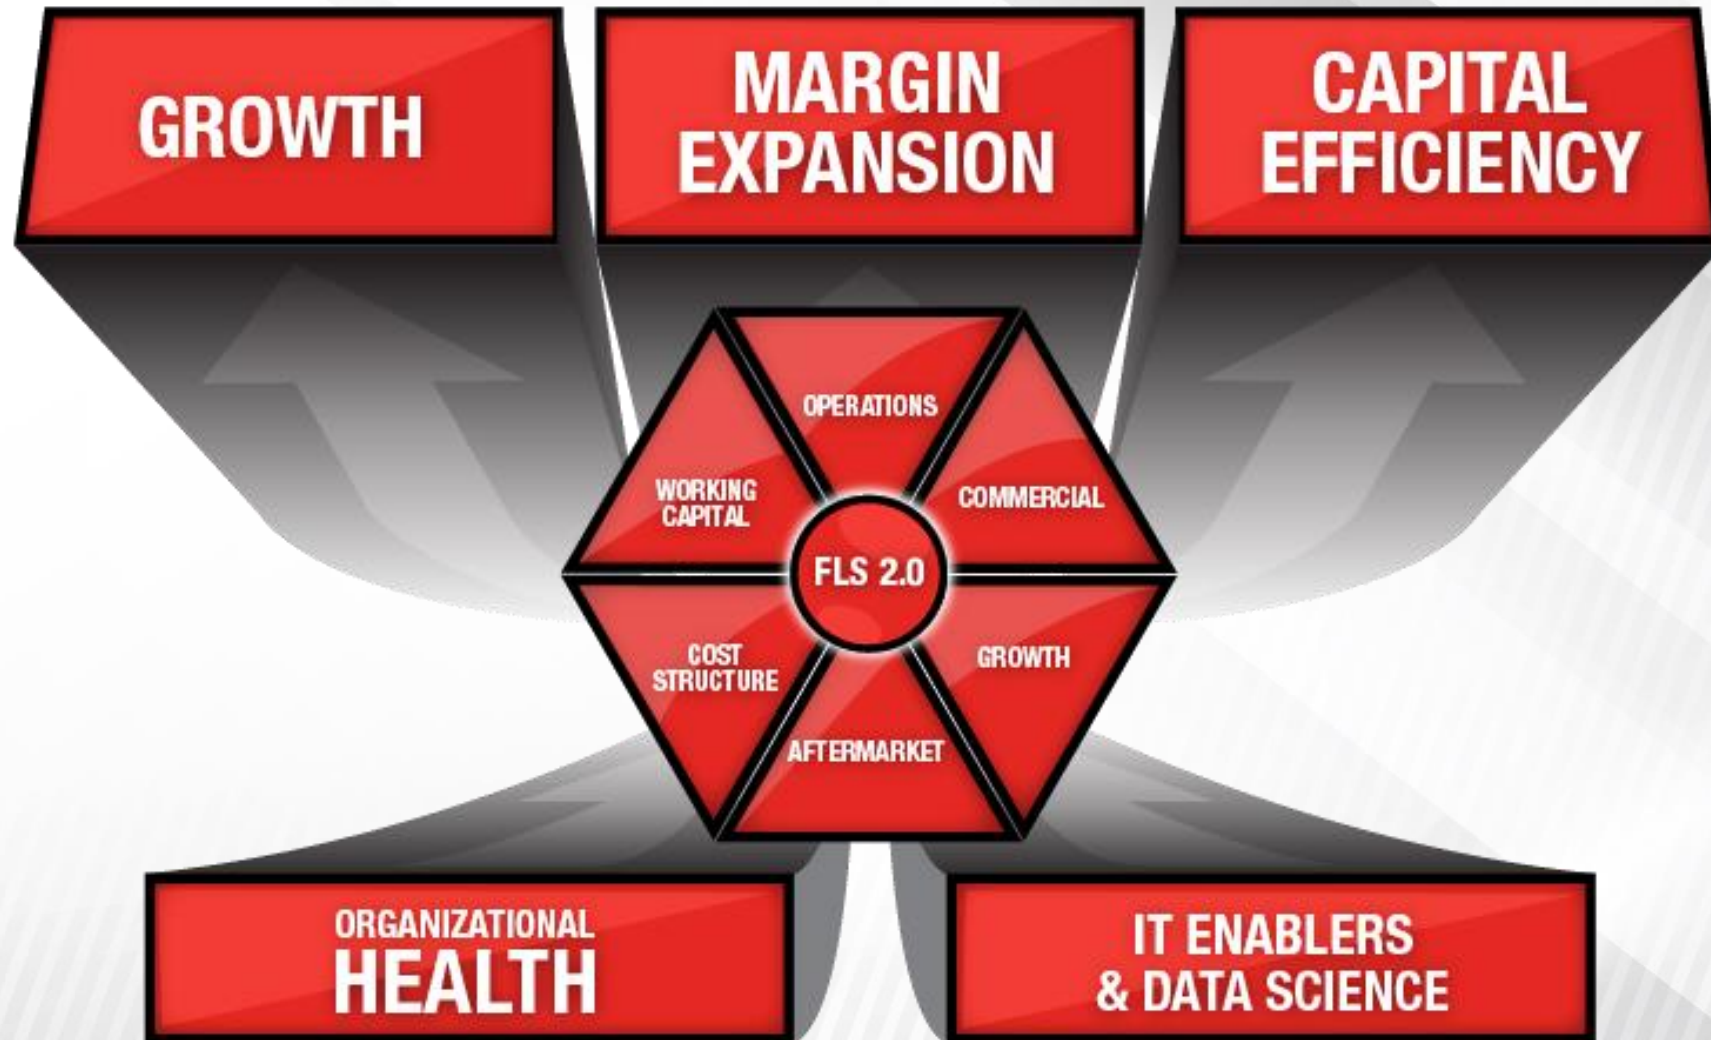 GROWTH
MARGIN
EXPANSION
CAPITAL
EFFICIENCY
OPERATIONS
WORKING
CAPITAL
COMMERCIAL
FLS 2.0
COST
STRUCTURE
GROWTH
AFTERMARKET
ORGANIZATIONAL
HEALTH
IT ENABLERS
& DATA SCIENCE